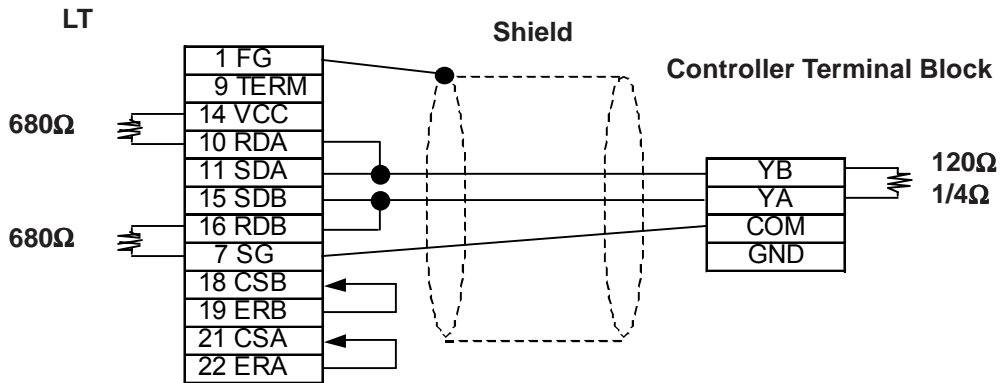 LT
Shield
Controller Terminal Block
1 FG
9 TERM
14 VCC
10 RDA
11 SDA
15 SDB
16 RDB
7 SG
18 CSB
19 ERB
21 CSA
22 ERA
680Ω
680Ω
YB
YA
COM
GND
120Ω
1/4Ω